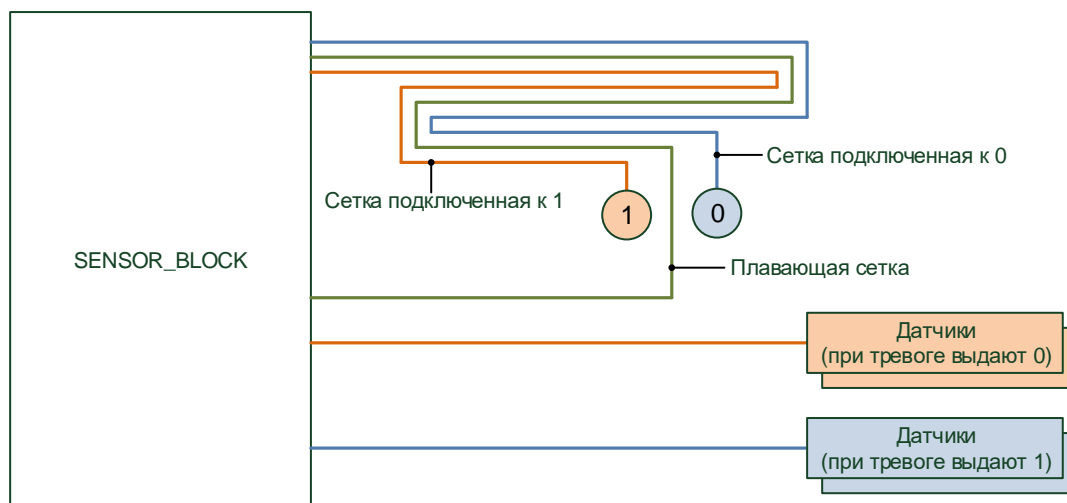 Сетка подключенная к 0
Сетка подключенная к 1
1
0
SENSOR_BLOCK
Плавающая сетка
Датчики
(при тревоге выдают 0)
Датчики
(при тревоге выдают 1)